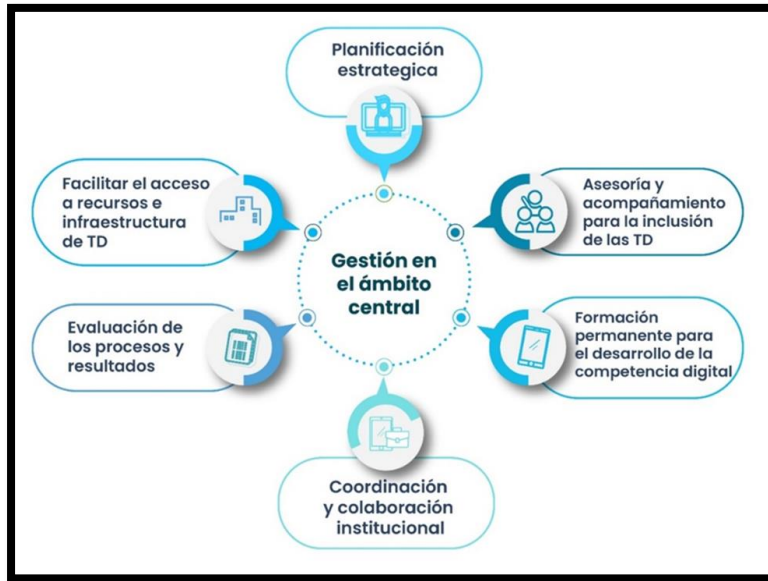 Planificación
estrategica
Facilitar el acceso
a recursos e
infraestructura
de TD
Asesoría y
acompañamiento
para la inclusión
de las TD
Gestión en
el ámbito
central
Evaluación de
los procesos y
resultados
Formación
permanente para
el desarrollo de la
competencia digital
Coordinación
y colaboración
institucional